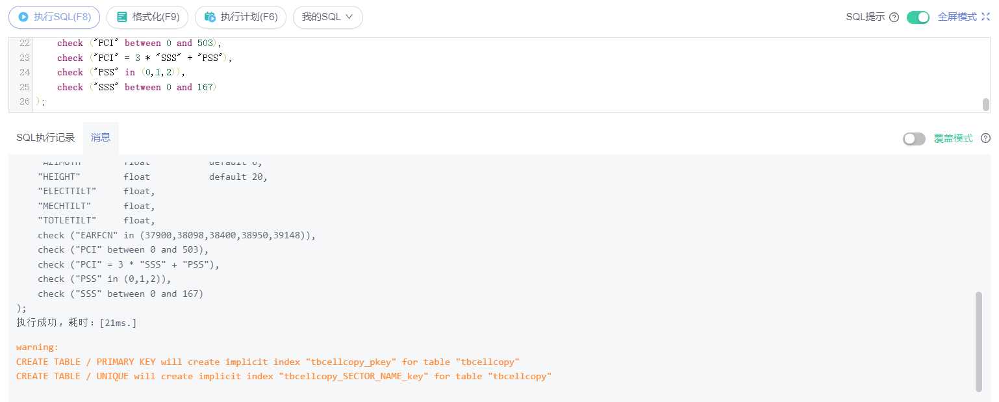 执行SQL(F8) 格式化(F9) 执行计划(F6) 我的SQL SQL提示 全屏模式
22 check ("PCI" between 0 and 503),
23 check ("PCI" = 3 * "SSS" + "PSS"),
24 check ("PSS" in (0,1,2)),
25 check ("SSS" between 0 and 167)
26 );
SQL执行记录 消息 覆盖模式
"AZIMUTH" float default 0,
"HEIGHT" float default 20,
"ELECTTILT" float,
"MECHTILT" float,
"TOTLETILT" float,
check ("EARFCN" in (37900,38098,38400,38950,39148)),
check ("PCI" between 0 and 503),
check ("PCI" = 3 * "SSS" + "PSS"),
check ("PSS" in (0,1,2)),
check ("SSS" between 0 and 167)
);
执行成功，耗时：[21ms.]
warning:
CREATE TABLE / PRIMARY KEY will create implicit index "tbcellcopy_pkey" for table "tbcellcopy"
CREATE TABLE / UNIQUE will create implicit index "tbcellcopy_SECTOR_NAME_key" for table "tbcellcopy"